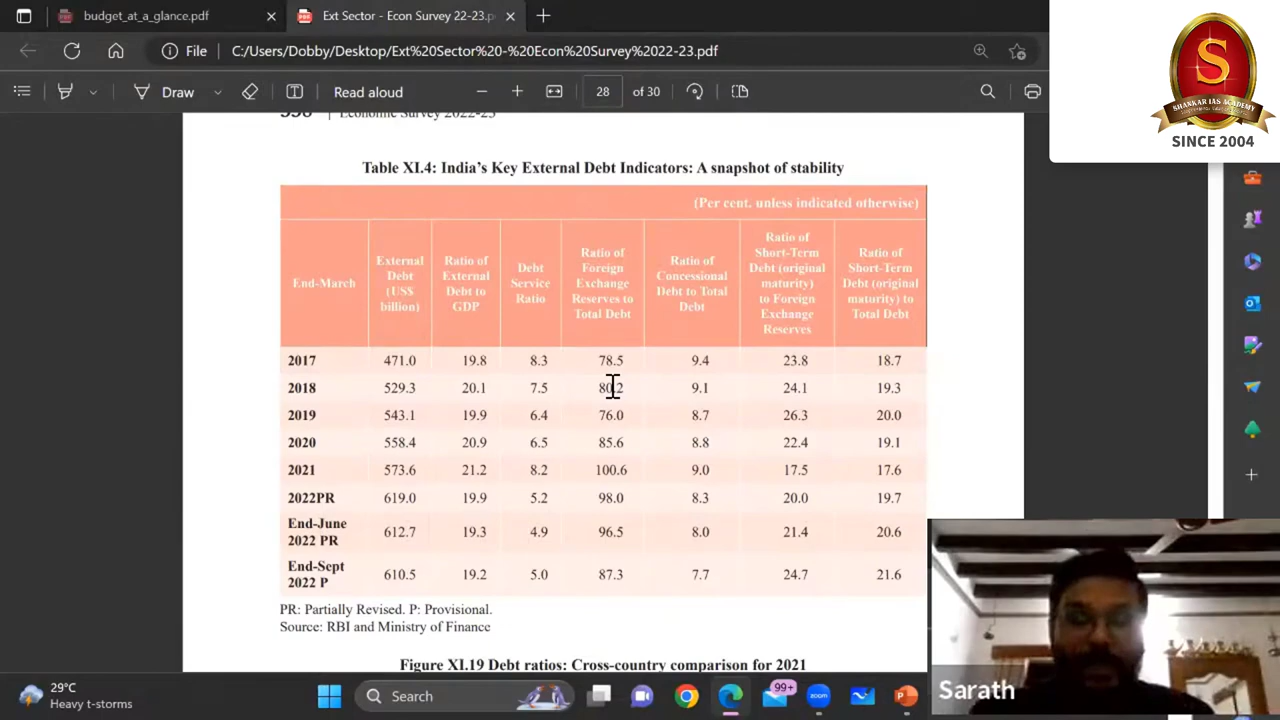 budget_at_a_glance.pdf
Ext Sector - Econ Survey 22-23.p
File
C:/Users/Dobby/Desktop/Ext%20Sector%20-%20Econ%20Survey%2022-23.pdf
Draw
Read aloud
28 of 30
SHANKAR IAS ACADEMY
SINCE 2004
Economic Survey 2022-23
Table XI.4: India's Key External Debt Indicators: A snapshot of stability
(Per cent. unless indicated otherwise)
End-March
External Debt (US$ billion)
Ratio of External Debt to GDP
Debt Service Ratio
Ratio of Foreign Exchange Reserves to Total Debt
Ratio of Concessional Debt to Total Debt
Ratio of Short-Term Debt (original maturity) to Foreign Exchange Reserves
Ratio of Short-Term Debt (original maturity) to Total Debt
2017 471.0 19.8 8.3 78.5 9.4 23.8 18.7
2018 529.3 20.1 7.5 80.2 9.1 24.1 19.3
2019 543.1 19.9 6.4 76.0 8.7 26.3 20.0
2020 558.4 20.9 6.5 85.6 8.8 22.4 19.1
2021 573.6 21.2 8.2 100.6 9.0 17.5 17.6
2022PR 619.0 19.9 5.2 98.0 8.3 20.0 19.7
End-June 2022 PR 612.7 19.3 4.9 96.5 8.0 21.4 20.6
End-Sept 2022 P 610.5 19.2 5.0 87.3 7.7 24.7 21.6
PR: Partially Revised. P: Provisional.
Source: RBI and Ministry of Finance
Figure XI.19 Debt ratios: Cross-country comparison for 2021
Sarath
29°C
Heavy t-storms
Search
99+
zoom